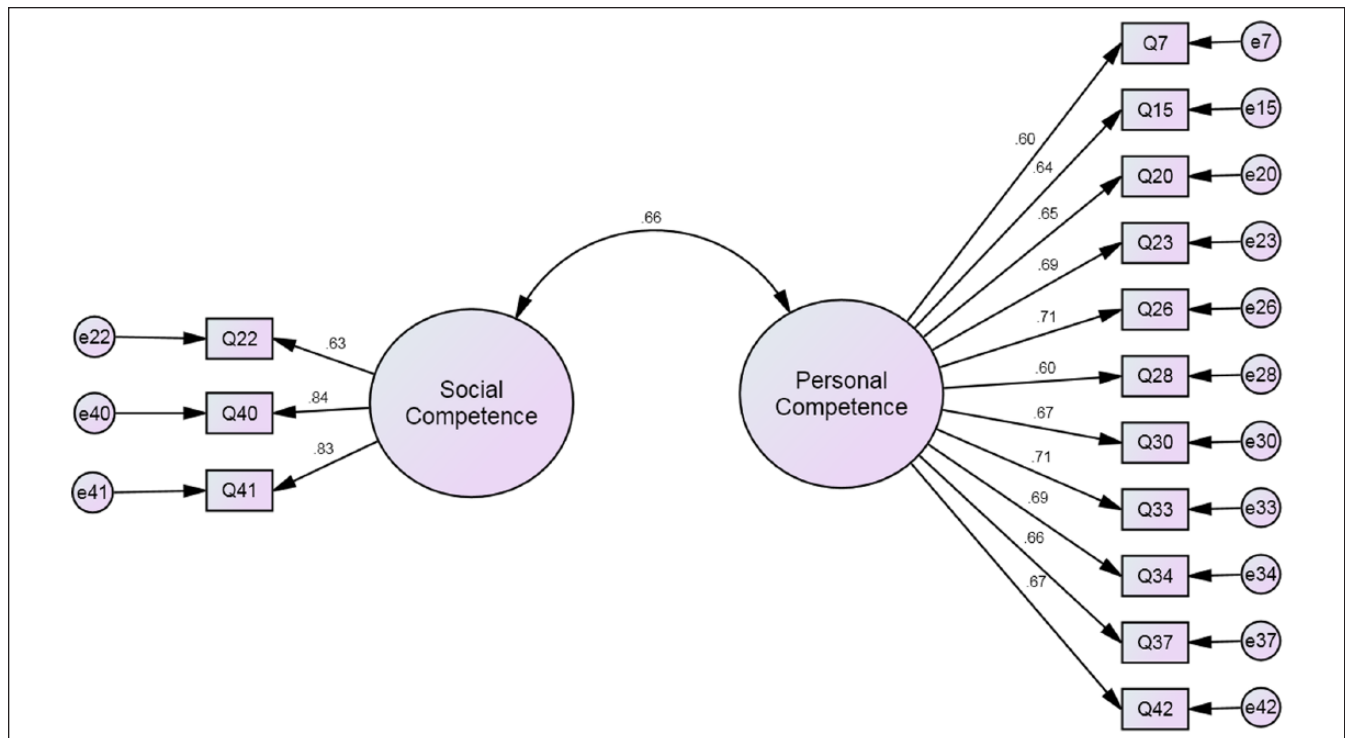 Q7
e7
Q15
e15
.60
.64
Q20
e20
.65
.66
Q23
e23
.69
Q26
e26
.71
e22
Q22
.63
Social
Competence
Personal
Competence
Q28
e28
.60
.84
e40
Q40
.67
Q30
e30
.83
.71
e41
Q41
.69
Q33
e33
.66
Q34
e34
.67
Q37
e37
Q42
e42